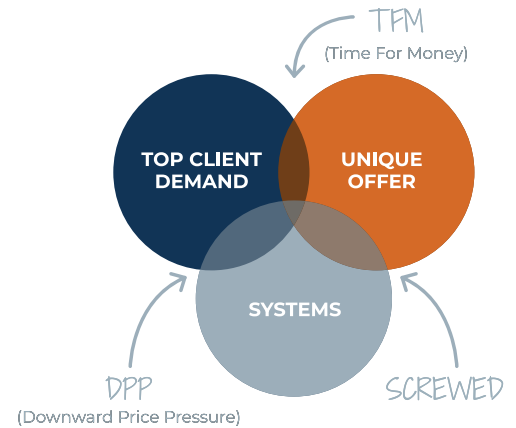 TFM
(Time For Money)
TOP CLIENT
DEMAND
UNIQUE
OFFER
SYSTEMS
DPP
(Downward Price Pressure)
SCREWED